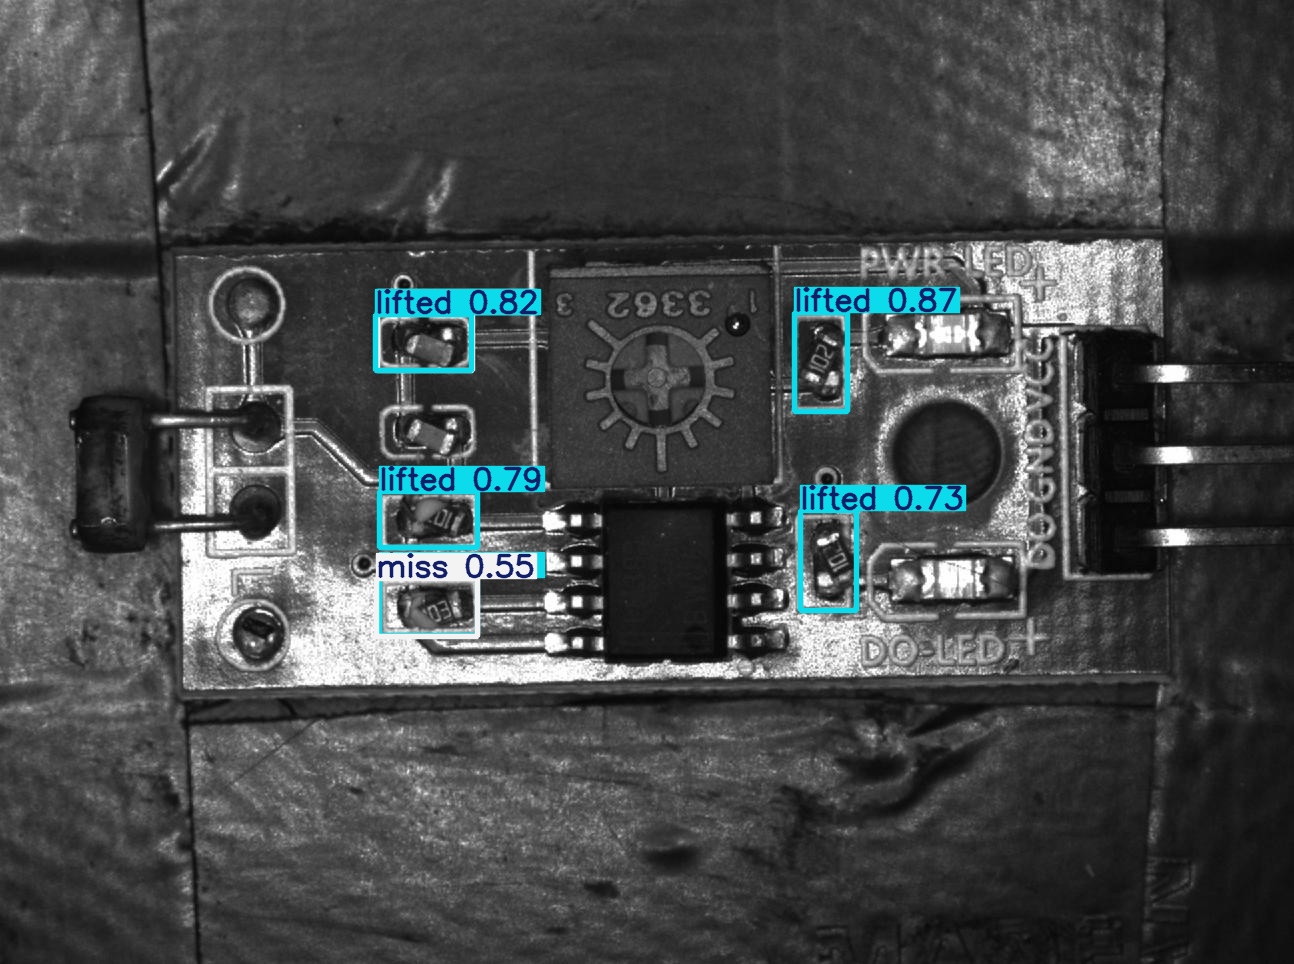 PWR-LED+
lifted 0.82
lifted 0.87
3 3362 1
102
VCC
GND
DO
lifted 0.79
lifted 0.73
miss 0.55
DO-LED+